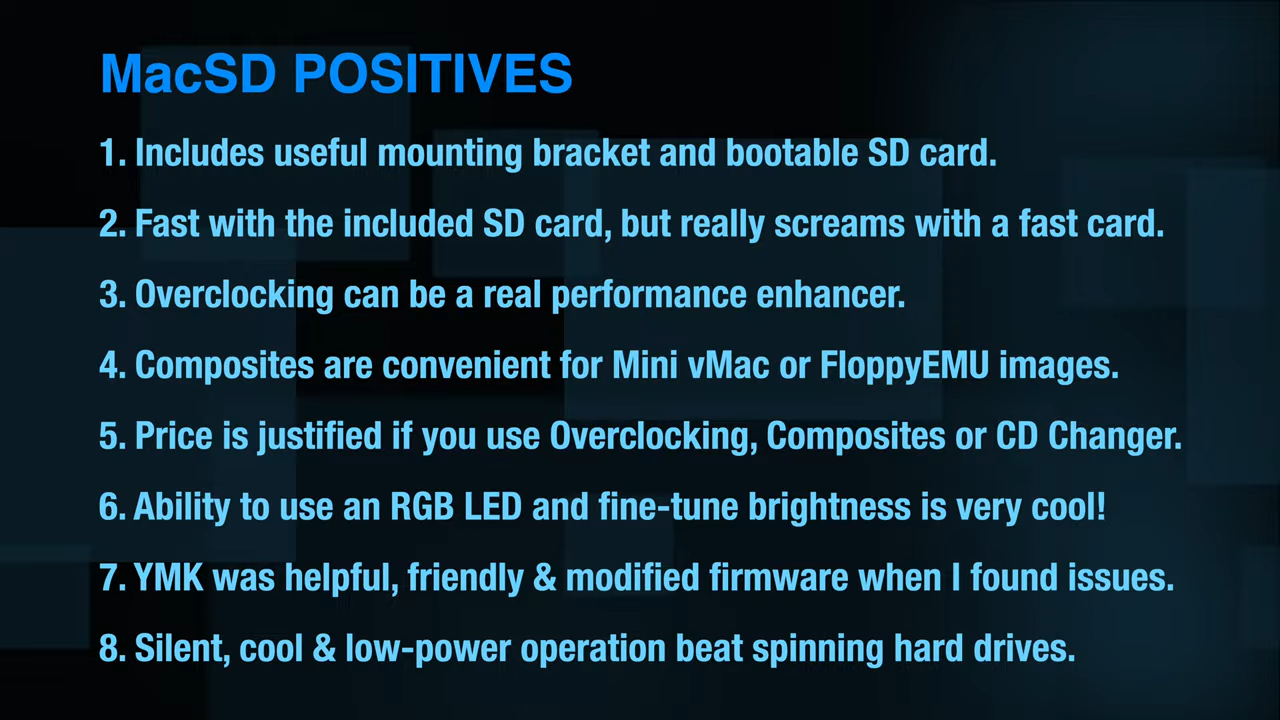 MacSD POSITIVES
1. Includes useful mounting bracket and bootable SD card.
2. Fast with the included SD card, but really screams with a fast card.
3. Overclocking can be a real performance enhancer.
4. Composites are convenient for Mini vMac or FloppyEMU images.
5. Price is justified if you use Overclocking, Composites or CD Changer.
6. Ability to use an RGB LED and fine-tune brightness is very cool!
7. YMK was helpful, friendly & modified firmware when I found issues.
8. Silent, cool & low-power operation beat spinning hard drives.